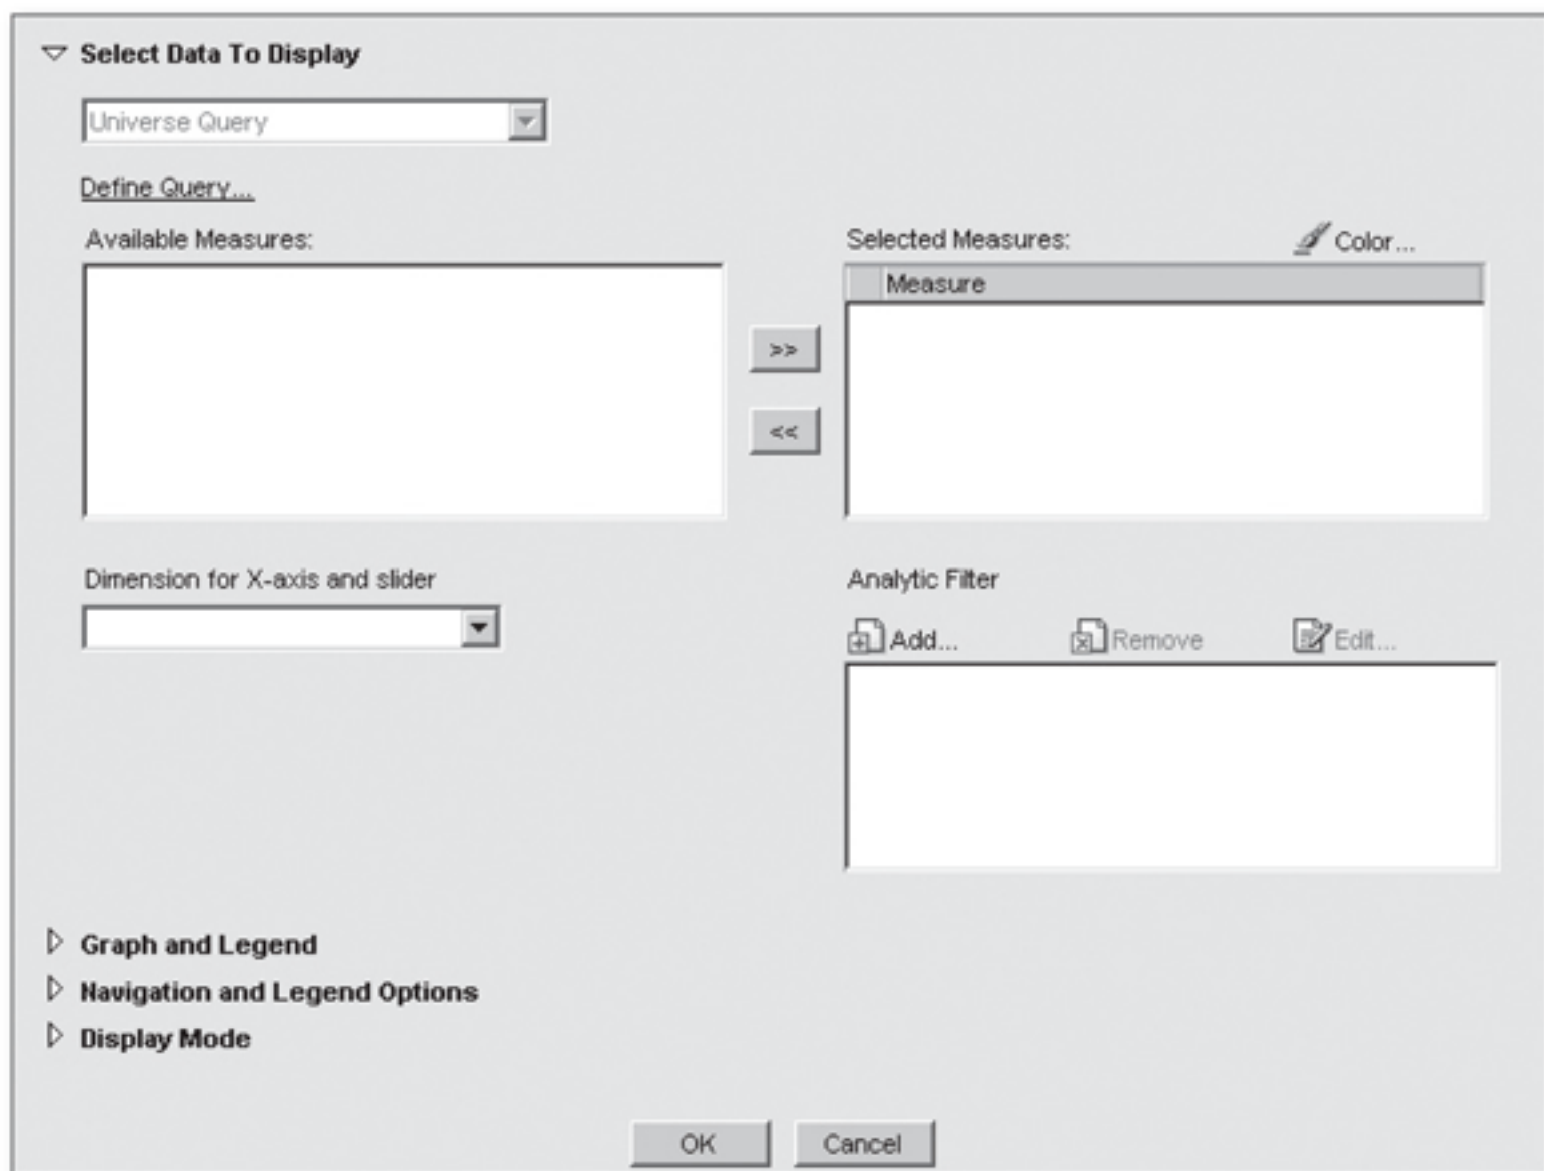 Select Data To Display
Universe Query
Define Query...
Available Measures:
Selected Measures:
Color...
Measure
>>
<<
Dimension for X-axis and slider
Analytic Filter
Add...
Remove
Edit...
Graph and Legend
Navigation and Legend Options
Display Mode
OK
Cancel